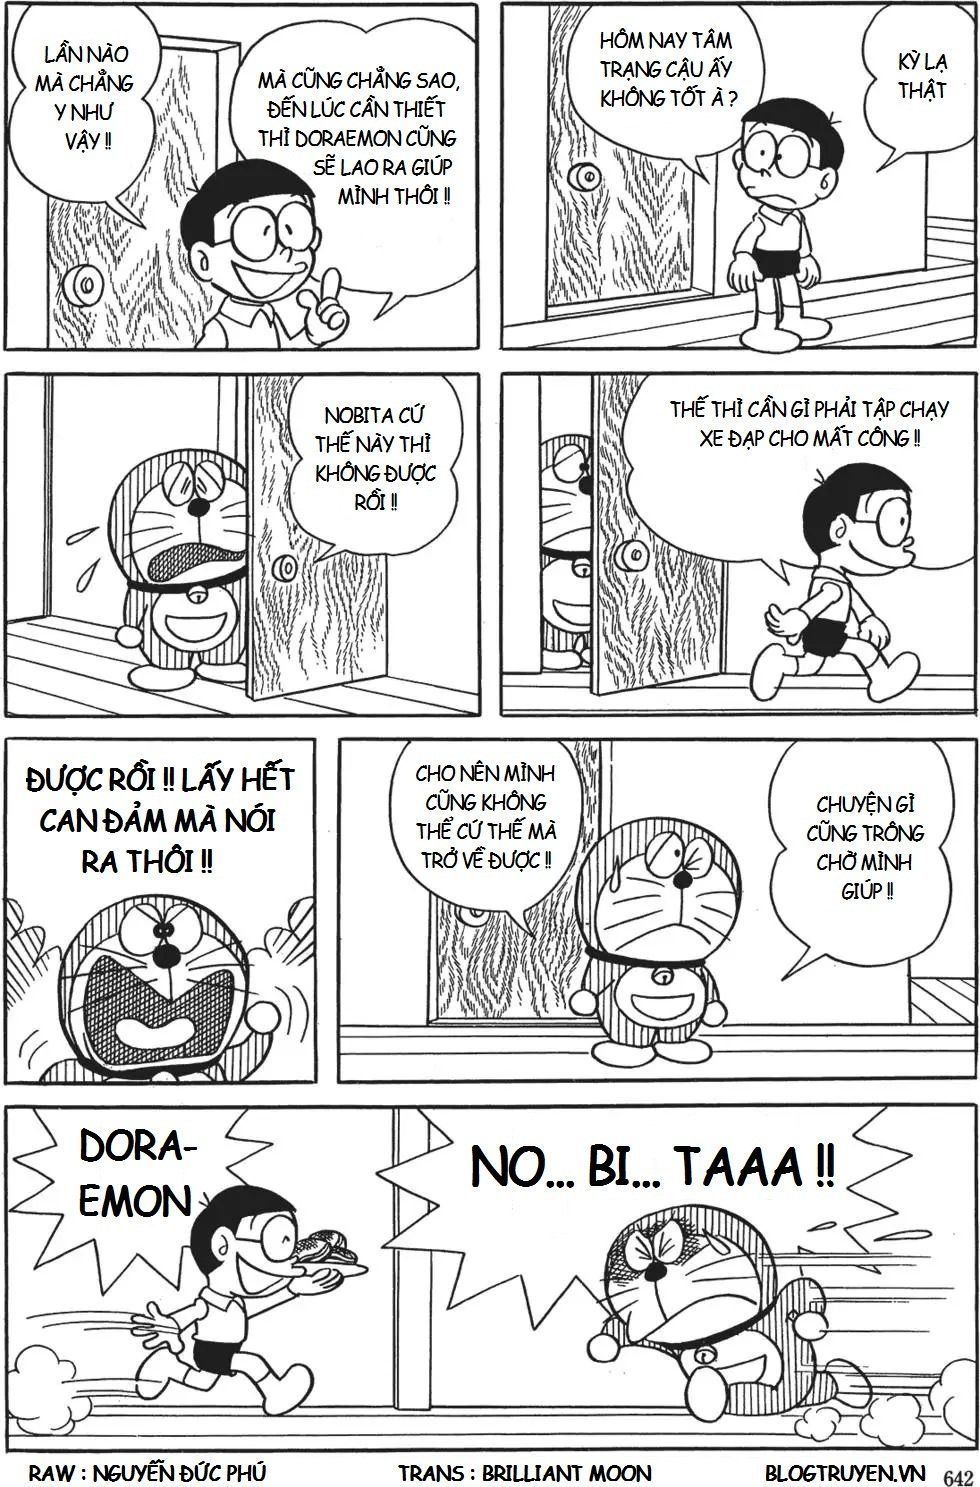 KỲ LẠ
THẬT
HÔM NAY TÂM
TRẠNG CẬU ẤY
KHÔNG TỐT À ?
MÀ CŨNG CHẲNG SAO,
ĐẾN LÚC CẦN THIẾT
THÌ DORAEMON CŨNG
SẼ LAO RA GIÚP
MÌNH THÔI !!
LẦN NÀO
MÀ CHẲNG
Y NHƯ
VẬY !!
THẾ THÌ CẦN GÌ PHẢI TẬP CHẠY
XE ĐẠP CHO MẤT CÔNG !!
NOBITA CỨ
THẾ NÀY THÌ
KHÔNG ĐƯỢC
RỒI !!
CHUYỆN GÌ
CŨNG TRÔNG
CHỜ MÌNH
GIÚP !!
CHO NÊN MÌNH
CŨNG KHÔNG
THỂ CỨ THẾ MÀ
TRỞ VỀ ĐƯỢC !!
ĐƯỢC RỒI !! LẤY HẾT
CAN ĐẢM MÀ NÓI
RA THÔI !!
NO... BI... TAAA !!
DORA-
EMON
RAW : NGUYỄN ĐỨC PHÚ
TRANS : BRILLIANT MOON
BLOGTRUYEN.VN
642